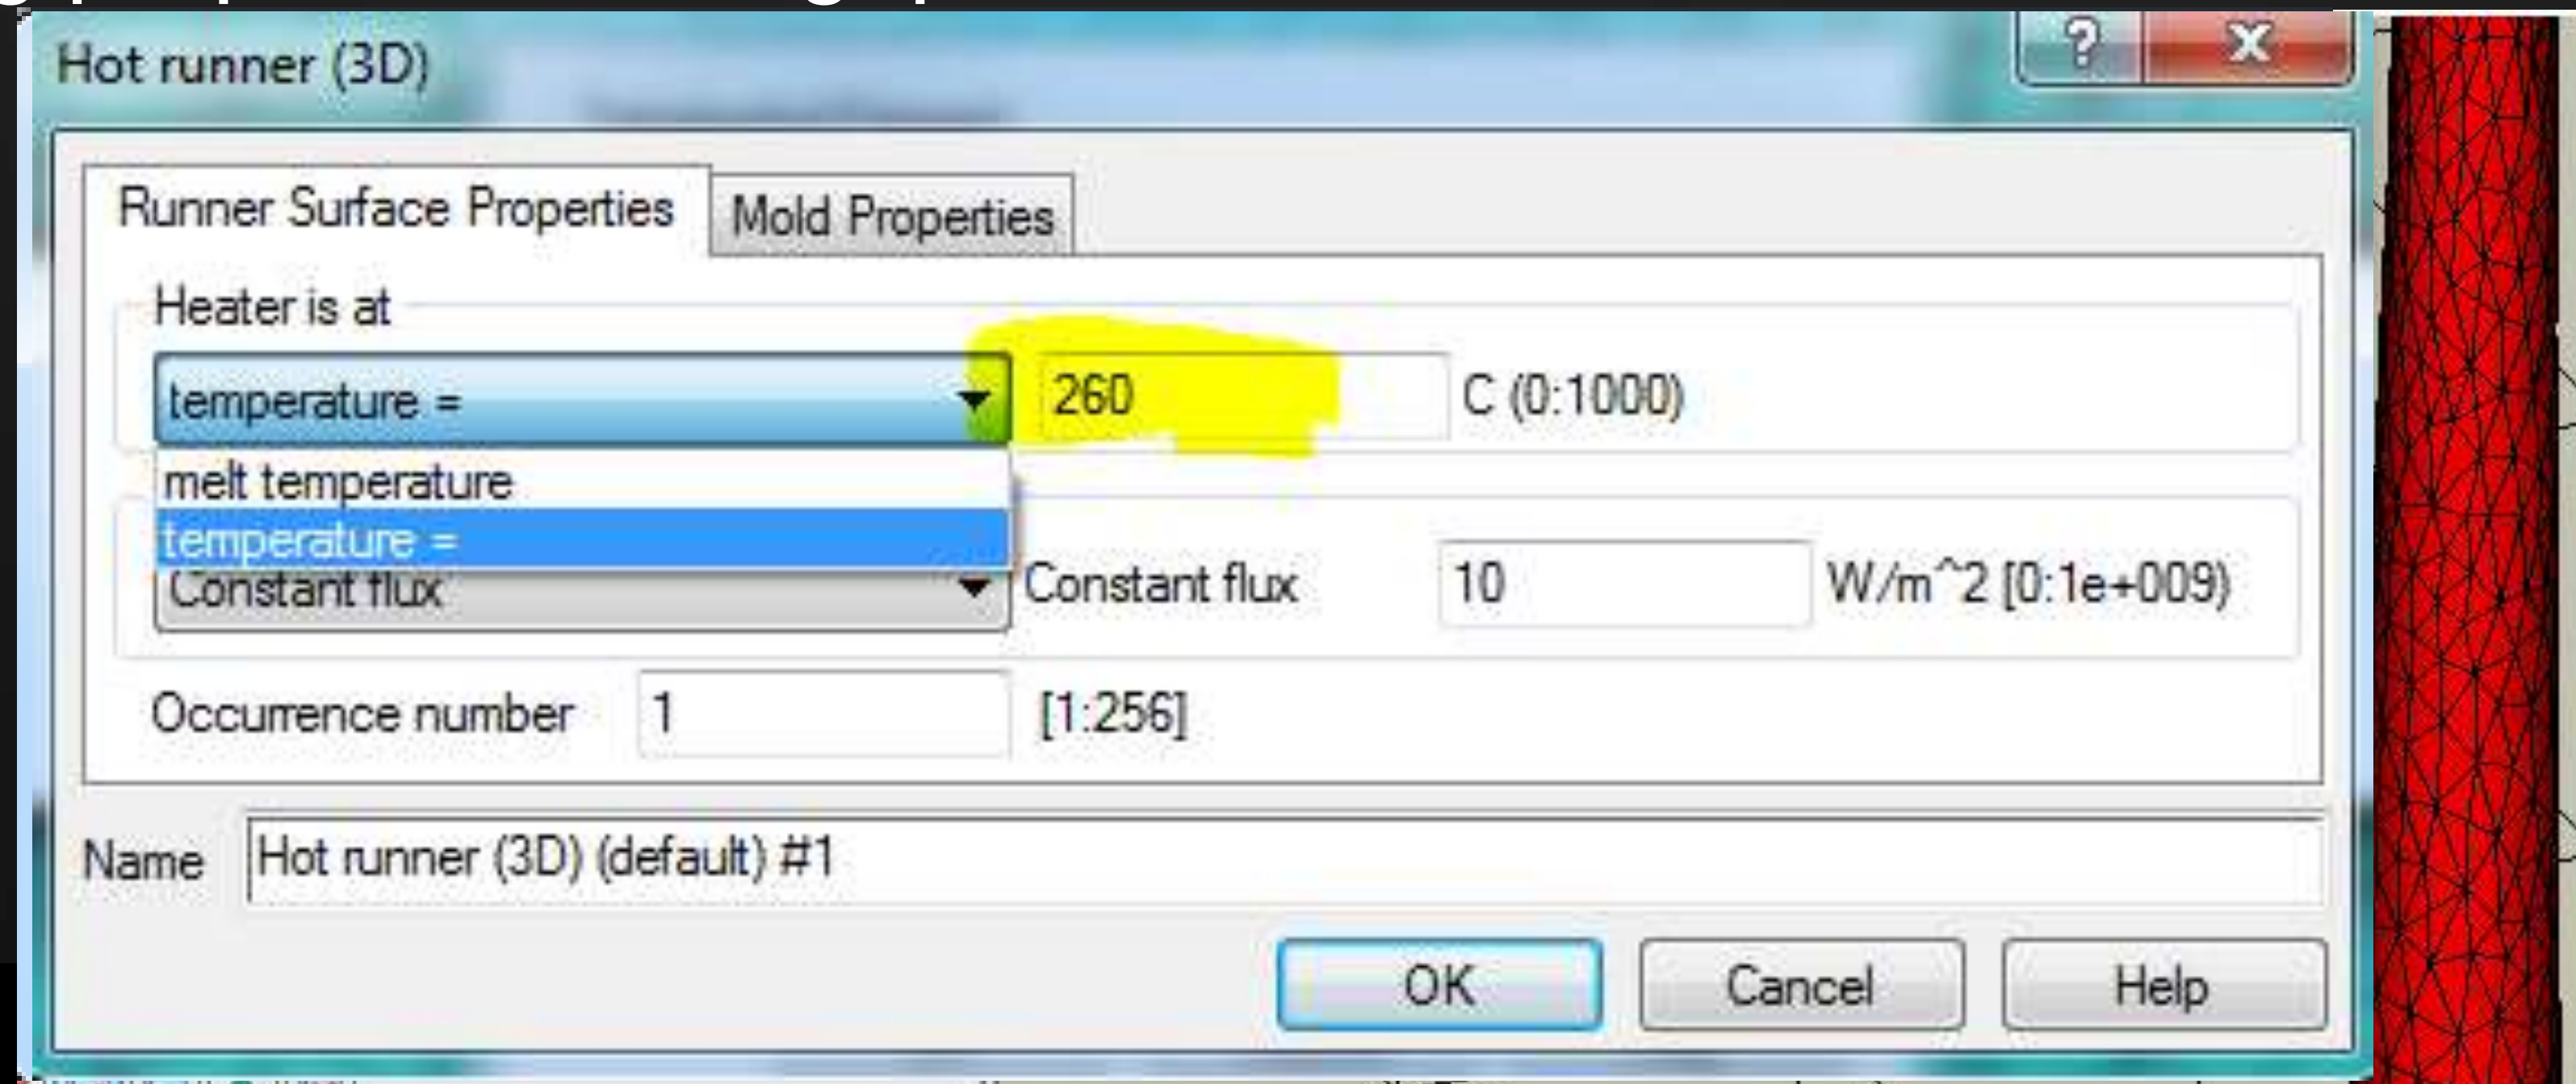 Hot runner (3D)
? x
Runner Surface Properties Mold Properties
Heater is at
temperature = 260 C (0:1000)
melt temperature
temperature =
Constant flux Constant flux 10 W/m^2 [0:1e+009)
Occurrence number 1 [1:256]
Name Hot runner (3D) (default) #1
OK Cancel Help